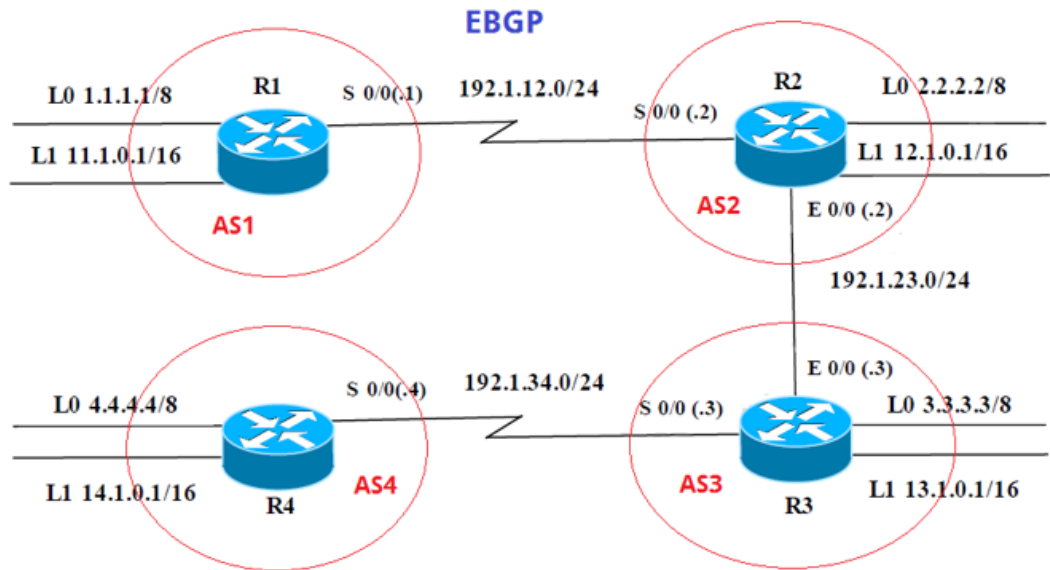 EBGP
R1
R2
L0 1.1.1.1/8
S 0/0(.1)
192.1.12.0/24
S 0/0 (.2)
L0 2.2.2.2/8
L1 11.1.0.1/16
L1 12.1.0.1/16
AS1
AS2
E 0/0 (.2)
192.1.23.0/24
E 0/0 (.3)
L0 4.4.4.4/8
S 0/0(.4)
192.1.34.0/24
S 0/0 (.3)
L0 3.3.3.3/8
L1 14.1.0.1/16
R4
AS4
AS3
R3
L1 13.1.0.1/16